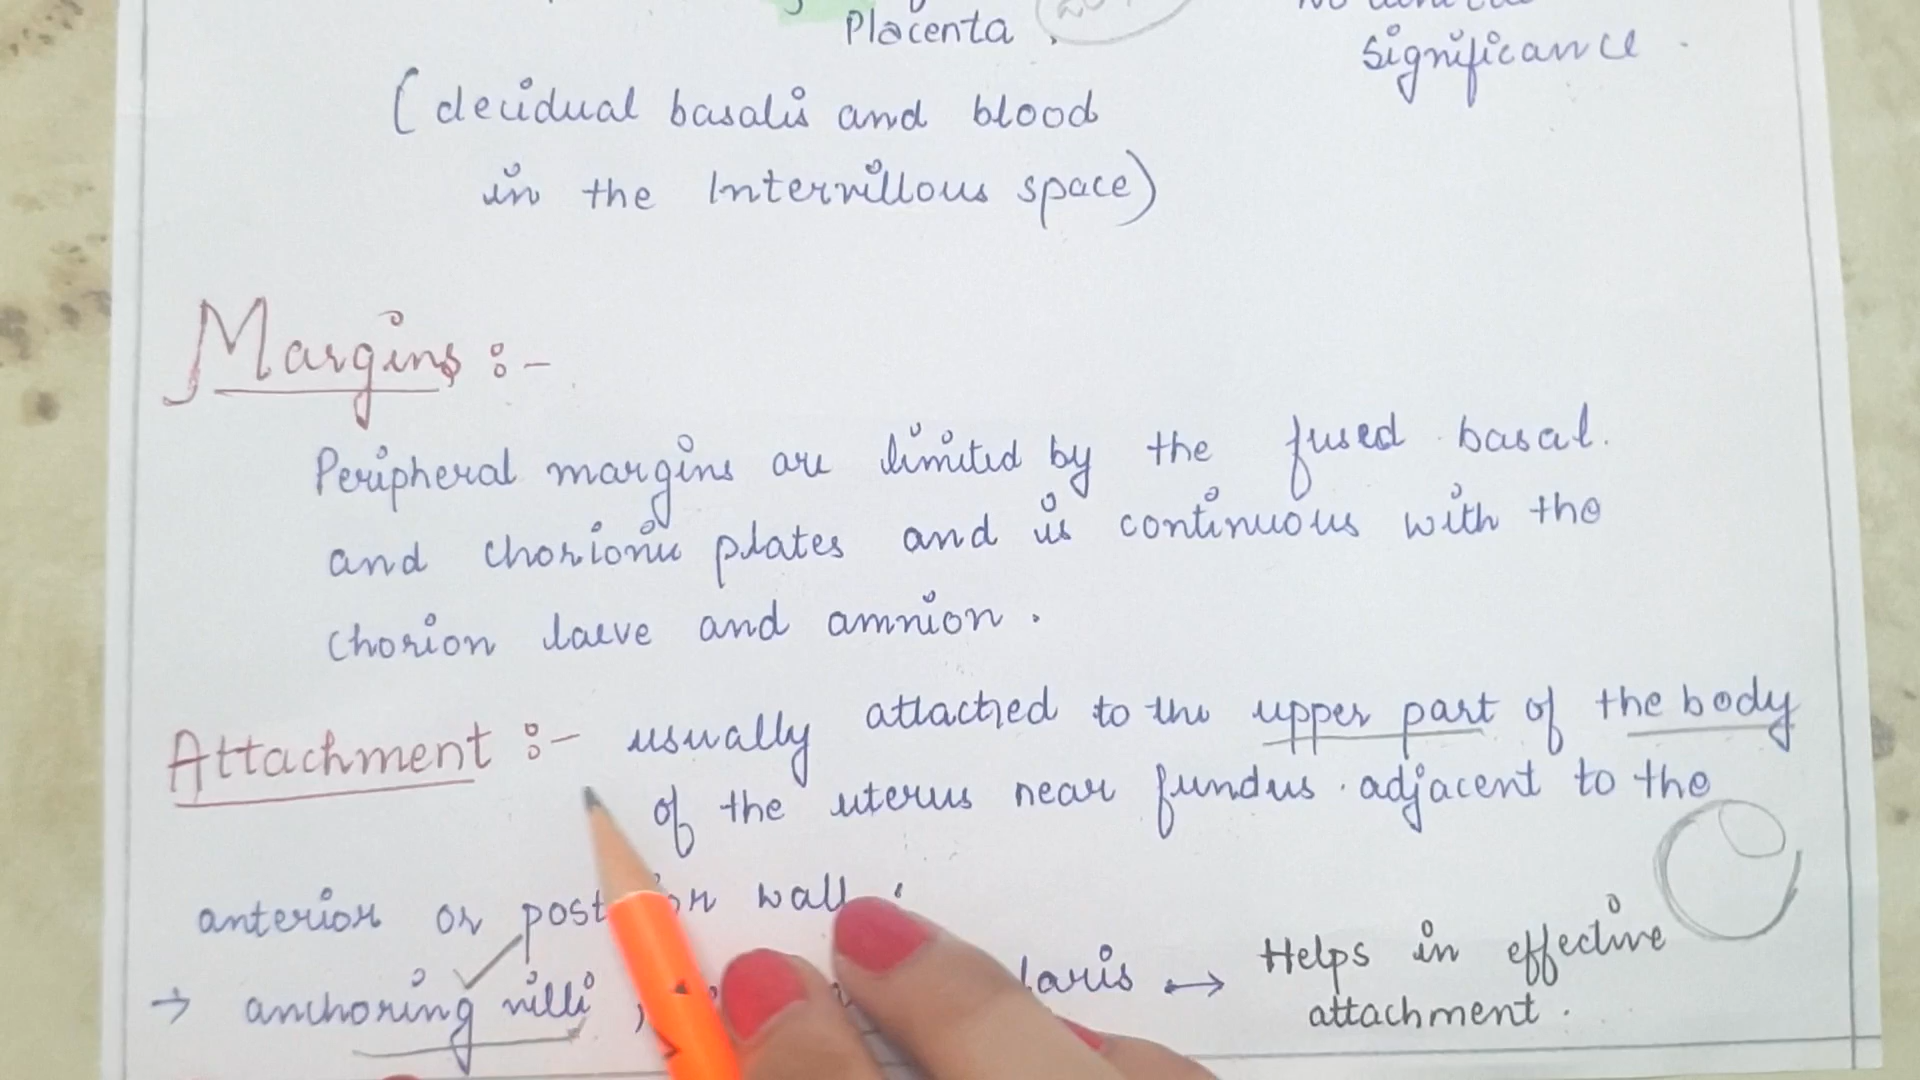 Placenta.
significance.
(decidual basalis and blood
in the Intervillous space)
Margins :-
Peripheral margins are limited by the fused basal.
and chorionic plates and is continuous with the
chorion laeve and amnion.
Attachment :- usually attached to the upper part of the body
of the uterus near fundus. adjacent to the
anterior or wall.
→ anchoring villi, → Helps in effective
attachment.